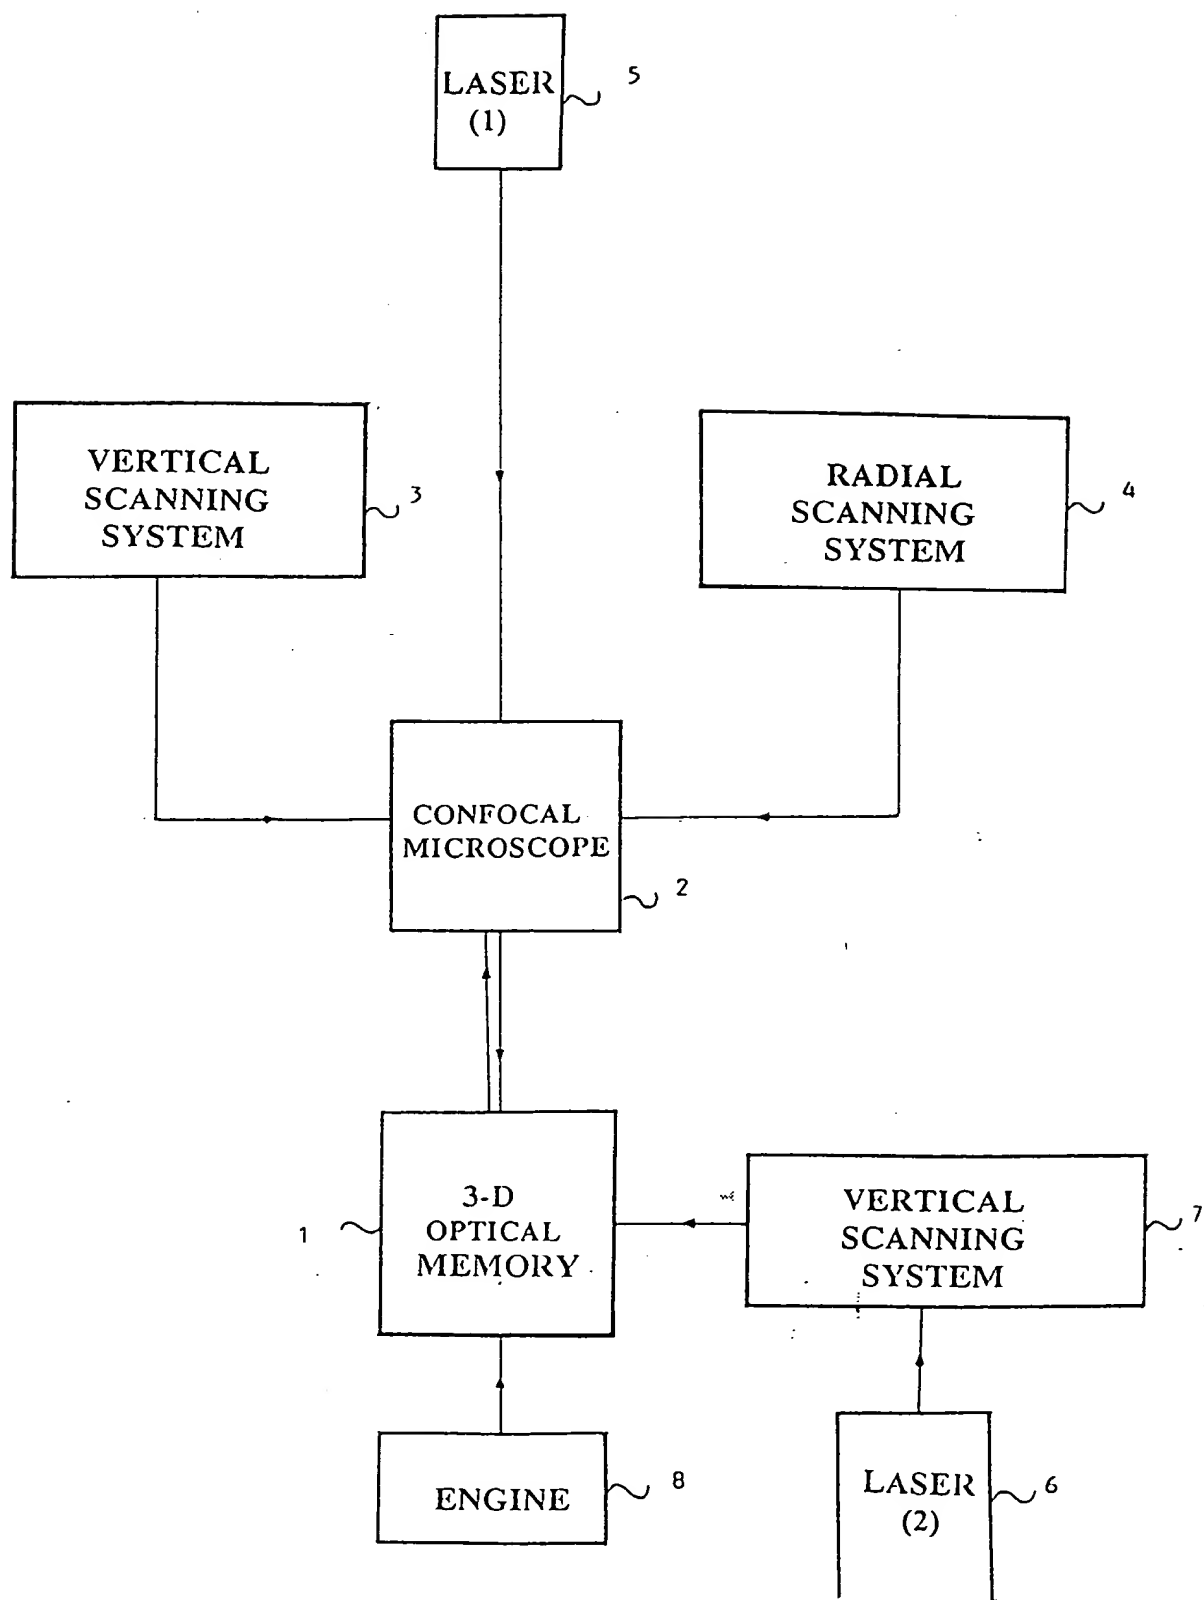 LASER
(1)
5
VERTICAL
SCANNING
SYSTEM
3
RADIAL
SCANNING
SYSTEM
4
CONFOCAL
MICROSCOPE
2
3-D
OPTICAL
MEMORY
1
VERTICAL
SCANNING
SYSTEM
7
ENGINE
8
LASER
(2)
6